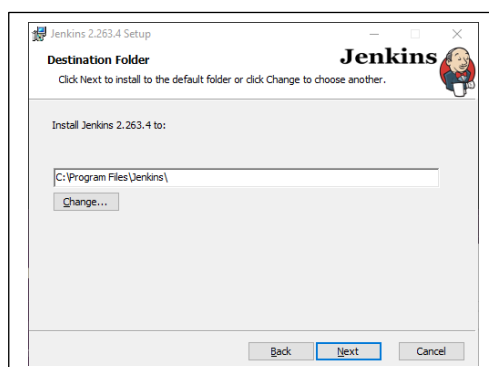 Jenkins 2.263.4 Setup
Destination Folder
Jenkins
Click Next to install to the default folder or click Change to choose another.
Install Jenkins 2.263.4 to:
C:\Program Files\Jenkins\
Change...
Back Next Cancel